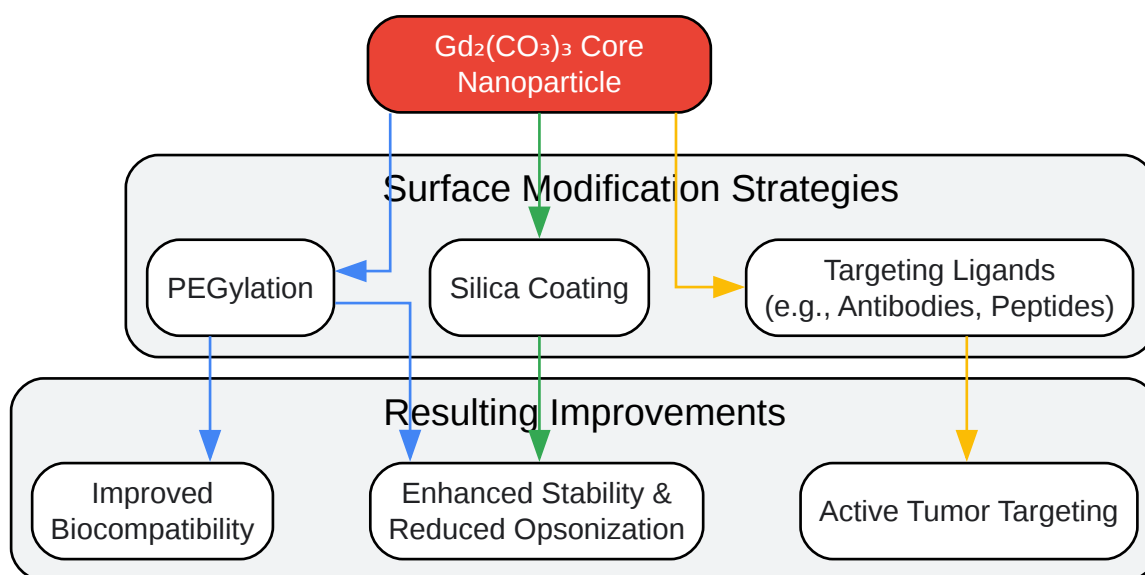 Gd₂(CO₃)₃ Core
Nanoparticle
Surface Modification Strategies
PEGylation
Silica Coating
Targeting Ligands
(e.g., Antibodies, Peptides)
Resulting Improvements
Improved
Biocompatibility
Enhanced Stability &
Reduced Opsonization
Active Tumor Targeting